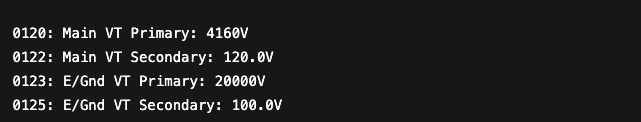 0120: Main VT Primary: 4160V
0122: Main VT Secondary: 120.0V
0123: E/Gnd VT Primary: 20000V
0125: E/Gnd VT Secondary: 100.0V